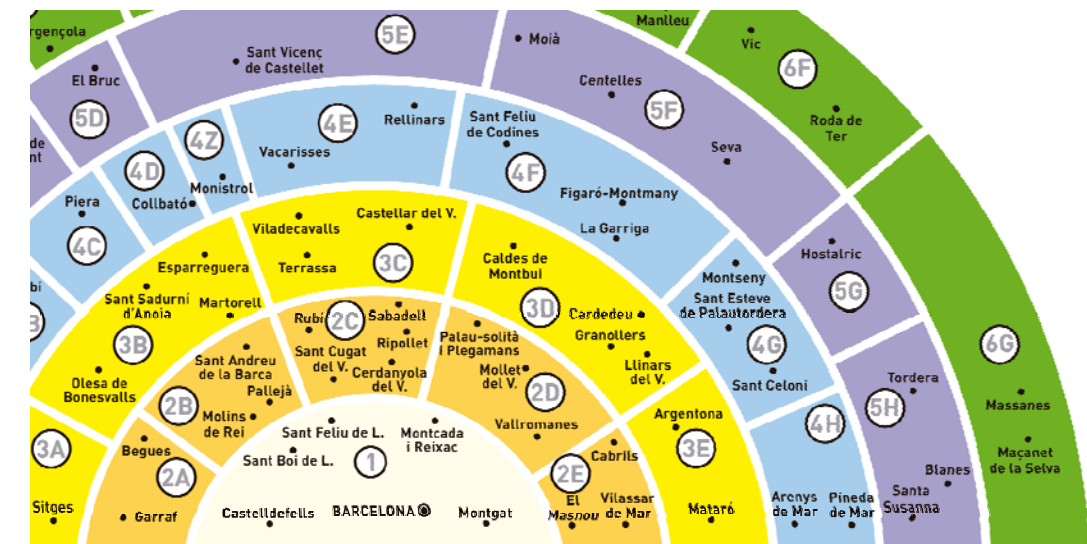 Manlleu
rgençola
Vic
5E
Moià
6F
Sant Vicenç
de Castellet
El Bruc
Centelles
5D
5F
Rellinars
Sant Feliu
de Codines
Roda de
Ter
4E
4Z
de
nt
Vacarisses
Seva
4D
4F
Monistrol
Piera
Collbató
Figaró-Montmany
Castellar del V.
Viladecavalls
La Garriga
4C
Hostalric
Esparreguera
Terrassa
3C
Caldes de
Montbui
Montseny
bí
Sant Sadurní
d'Anoia
Martorell
5G
Sant Esteve
de Palautordera
3D
Cardedeu
Rubí
2C
Sabadell
B
3B
Palau-solità
i Plegamans
Granollers
Ripollet
4G
6G
Sant Cugat
del V.
Sant Andreu
de la Barca
Cerdanyola
del V.
Mollet
del V.
Llinars
del V.
Olesa de
Bonesvalls
Sant Celoni
Tordera
Pallejà
2D
2B
5H
Massanes
Molins
de Rei
Argentona
4H
Vallromanes
Sant Feliu de L.
Montcada
i Reixac
3A
Begues
3E
Cabrils
Maçanet
de la Selva
Sant Boi de L.
1
2E
2A
Blanes
Sitges
Garraf
Castelldefells
BARCELONA
Montgat
El
Masnou
Vilassar
de Mar
Mataró
Arenys
de Mar
Pineda
de Mar
Santa
Susanna